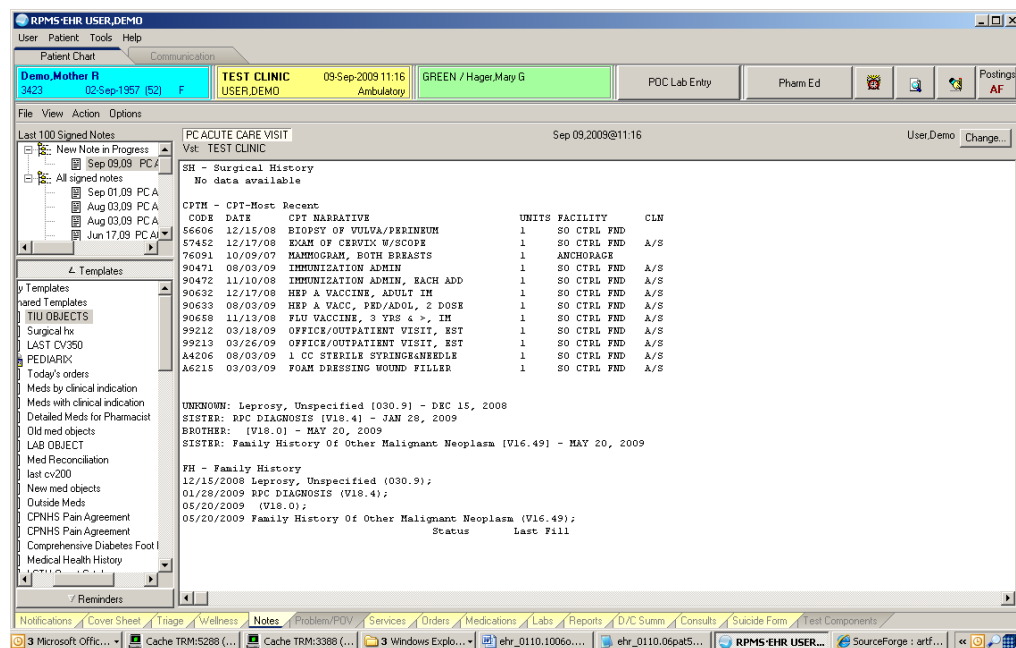 RPMS-EHR USER,DEMO
User Patient Tools Help
Patient Chart Communication
Demo,Mother R
3423 02-Sep-1957 (52) F
TEST CLINIC 09-Sep-2009 11:16
USER,DEMO Ambulatory
GREEN / Hager,Mary G
POC Lab Entry
Pharm Ed
Postings
AF
File View Action Options
Last 100 Signed Notes
New Note in Progress
Sep 09,09 PC A
All signed notes
Sep 01,09 PC A
Aug 03,09 PC A
Aug 03,09 PC A
Jun 17,09 PC A
Templates
y Templates
hared Templates
TIU OBJECTS
Surgical hx
LAST CV350
PEDIARIX
Today's orders
Meds by clinical indication
Meds with clinical indication
Detailed Meds for Pharmacist
Old med objects
LAB OBJECT
Med Reconciliation
last cv200
New med objects
Outside Meds
CPNHS Pain Agreement
CPNHS Pain Agreement
Comprehensive Diabetes Foot
Medical Health History
Reminders
PC ACUTE CARE VISIT Sep 09,2009@11:16 User,Demo Change...
Vst: TEST CLINIC
SH - Surgical History
No data available
CPTM - CPT-Most Recent
CODE DATE CPT NARRATIVE UNITS FACILITY CLN
56606 12/15/08 BIOPSY OF VULVA/PERINEUM 1 SO CTRL FND
57452 12/17/08 EXAM OF CERVIX W/SCOPE 1 SO CTRL FND A/S
76091 10/09/07 MAMMOGRAM, BOTH BREASTS 1 ANCHORAGE
90471 08/03/09 IMMUNIZATION ADMIN 1 SO CTRL FND A/S
90472 11/10/08 IMMUNIZATION ADMIN, EACH ADD 1 SO CTRL FND A/S
90632 12/17/08 HEP A VACCINE, ADULT IM 1 SO CTRL FND A/S
90633 08/03/09 HEP A VACC, PED/ADOL, 2 DOSE 1 SO CTRL FND A/S
90658 11/13/08 FLU VACCINE, 3 YRS & >, IM 1 SO CTRL FND A/S
99212 03/18/09 OFFICE/OUTPATIENT VISIT, EST 1 SO CTRL FND A/S
99213 03/26/09 OFFICE/OUTPATIENT VISIT, EST 1 SO CTRL FND A/S
A4206 08/03/09 1 CC STERILE SYRINGE&NEEDLE 1 SO CTRL FND A/S
A6215 03/03/09 FOAM DRESSING WOUND FILLER 1 SO CTRL FND A/S
UNKNOWN: Leprosy, Unspecified [030.9] - DEC 15, 2008
SISTER: RPC DIAGNOSIS [V18.4] - JAN 28, 2009
BROTHER: [V18.0] - MAY 20, 2009
SISTER: Family History Of Other Malignant Neoplasm [V16.49] - MAY 20, 2009
FH - Family History
12/15/2008 Leprosy, Unspecified (030.9);
01/28/2009 RPC DIAGNOSIS (V18.4);
05/20/2009 (V18.0);
05/20/2009 Family History Of Other Malignant Neoplasm (V16.49);
Status Last Fill
Notifications Cover Sheet Triage Wellness Notes Problem/POV Services Orders Medications Labs Reports D/C Summ Consults Suicide Form Test Components
3 Microsoft Offic... Cache TRM:5288 (... Cache TRM:3388 (... 3 Windows Explo... ehr_0110.1006o.... ehr_0110.06pat5... RPMS-EHR USER... SourceForge : artf... «